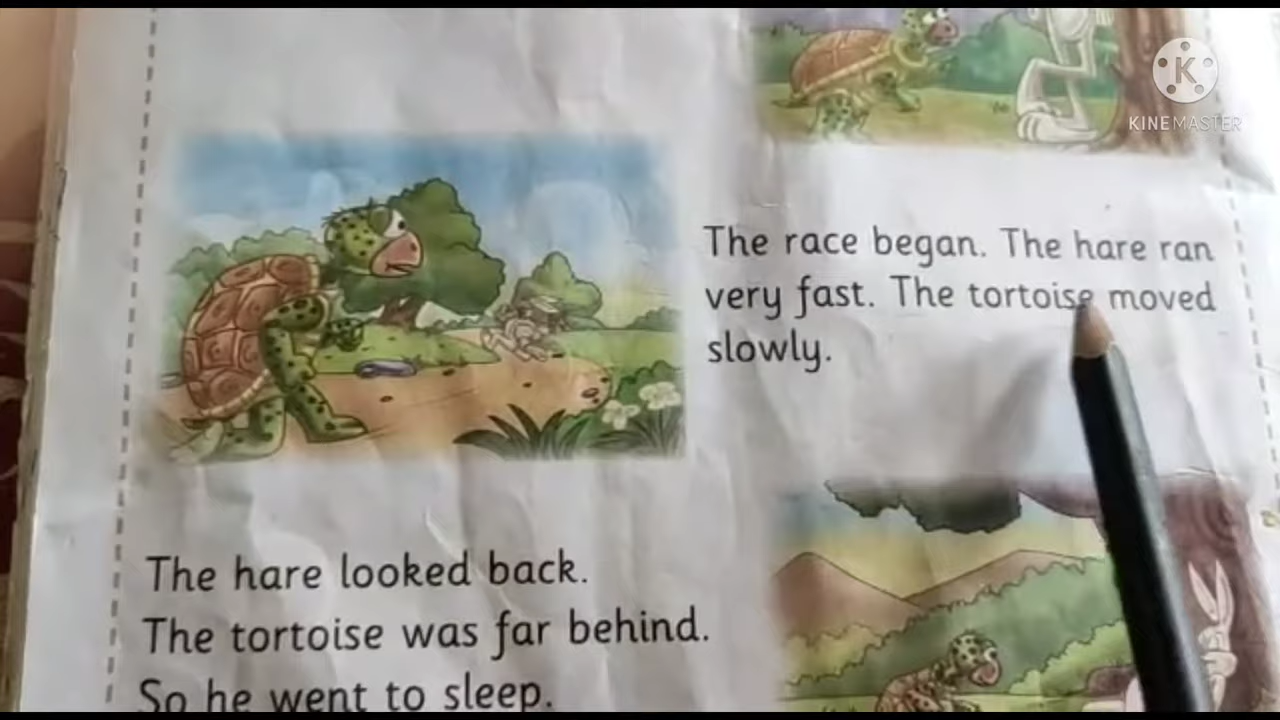 KINEMASTER
The race began. The hare ran
very fast. The tortoise moved
slowly.
The hare looked back.
The tortoise was far behind.
So he went to sleep.